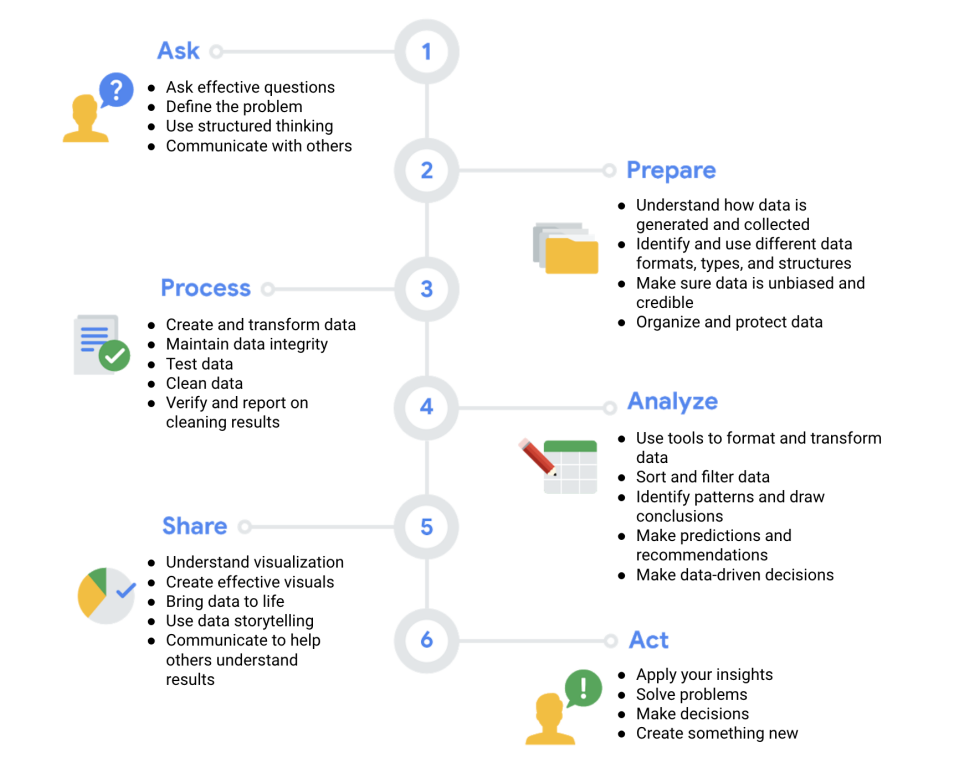 Ask
1
?
● Ask effective questions
● Define the problem
● Use structured thinking
● Communicate with others
2
Prepare
● Understand how data is
generated and collected
● Identify and use different data
formats, types, and structures
● Make sure data is unbiased and
credible
● Organize and protect data
Process
3
● Create and transform data
● Maintain data integrity
● Test data
● Clean data
● Verify and report on
cleaning results
4
Analyze
● Use tools to format and transform
data
● Sort and filter data
● Identify patterns and draw
conclusions
● Make predictions and
recommendations
● Make data-driven decisions
Share
5
● Understand visualization
● Create effective visuals
● Bring data to life
● Use data storytelling
● Communicate to help
others understand
results
6
Act
!
● Apply your insights
● Solve problems
● Make decisions
● Create something new